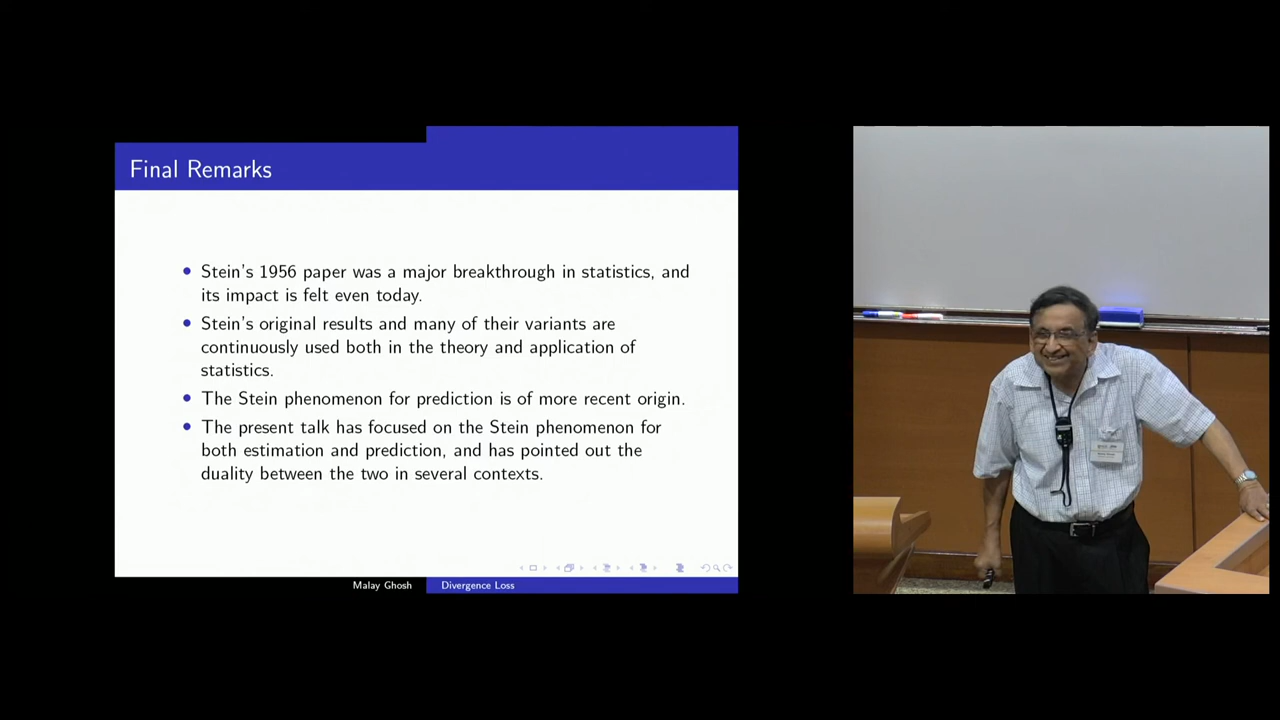 Final Remarks
Stein's 1956 paper was a major breakthrough in statistics, and
its impact is felt even today.
Stein's original results and many of their variants are
continuously used both in the theory and application of
statistics.
The Stein phenomenon for prediction is of more recent origin.
The present talk has focused on the Stein phenomenon for
both estimation and prediction, and has pointed out the
duality between the two in several contexts.
Malay Ghosh
Divergence Loss